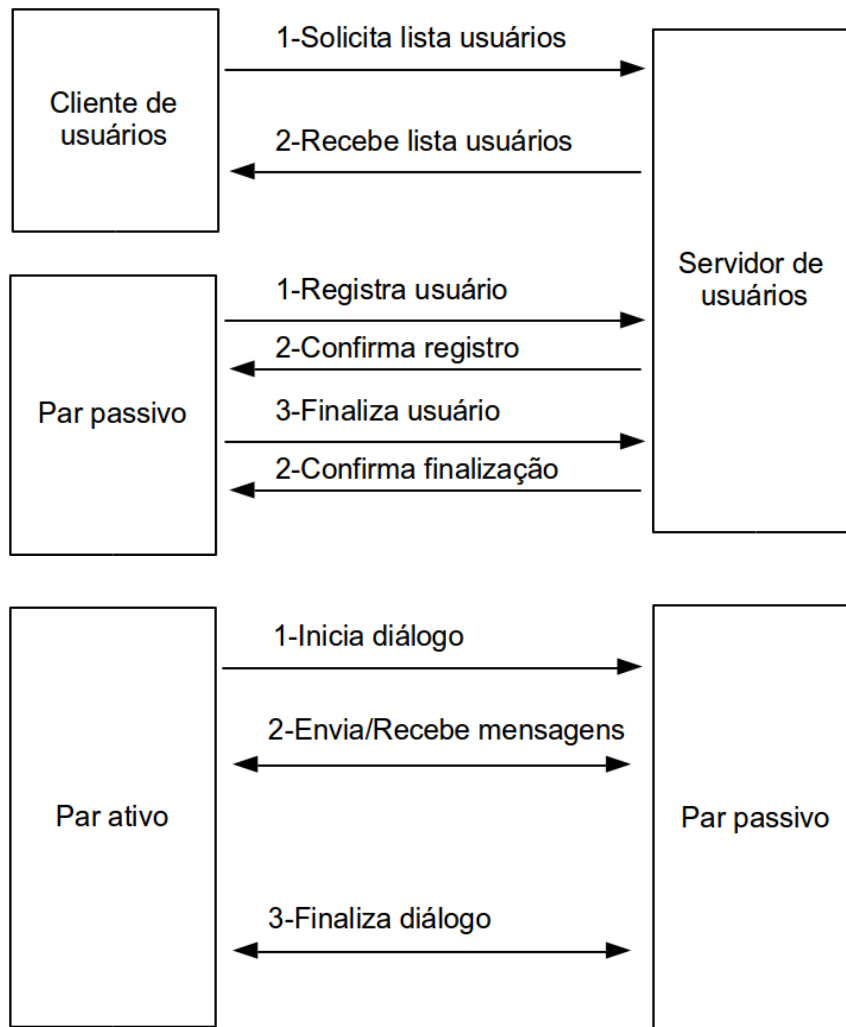 1-Solicita lista usuários
Cliente de
usuários
2-Recebe lista usuários
Servidor de
usuários
1-Registra usuário
2-Confirma registro
Par passivo
3-Finaliza usuário
2-Confirma finalização
1-Inicia diálogo
2-Envia/Recebe mensagens
Par ativo
Par passivo
3-Finaliza diálogo